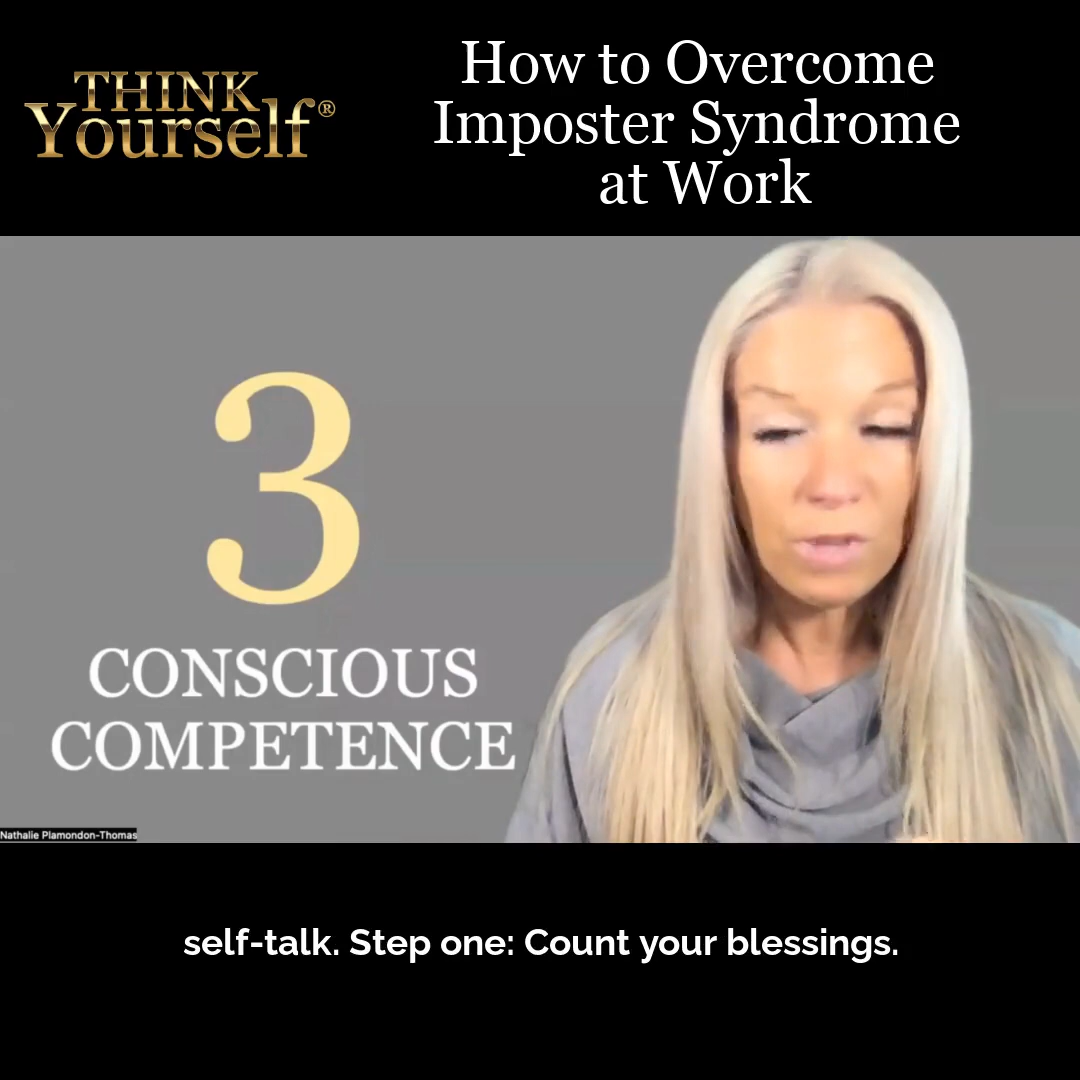 THINK
Yourself®
How to Overcome
Imposter Syndrome
at Work
3
CONSCIOUS
COMPETENCE
Nathalie Plamondon-Thomas
self-talk. Step one: Count your blessings.